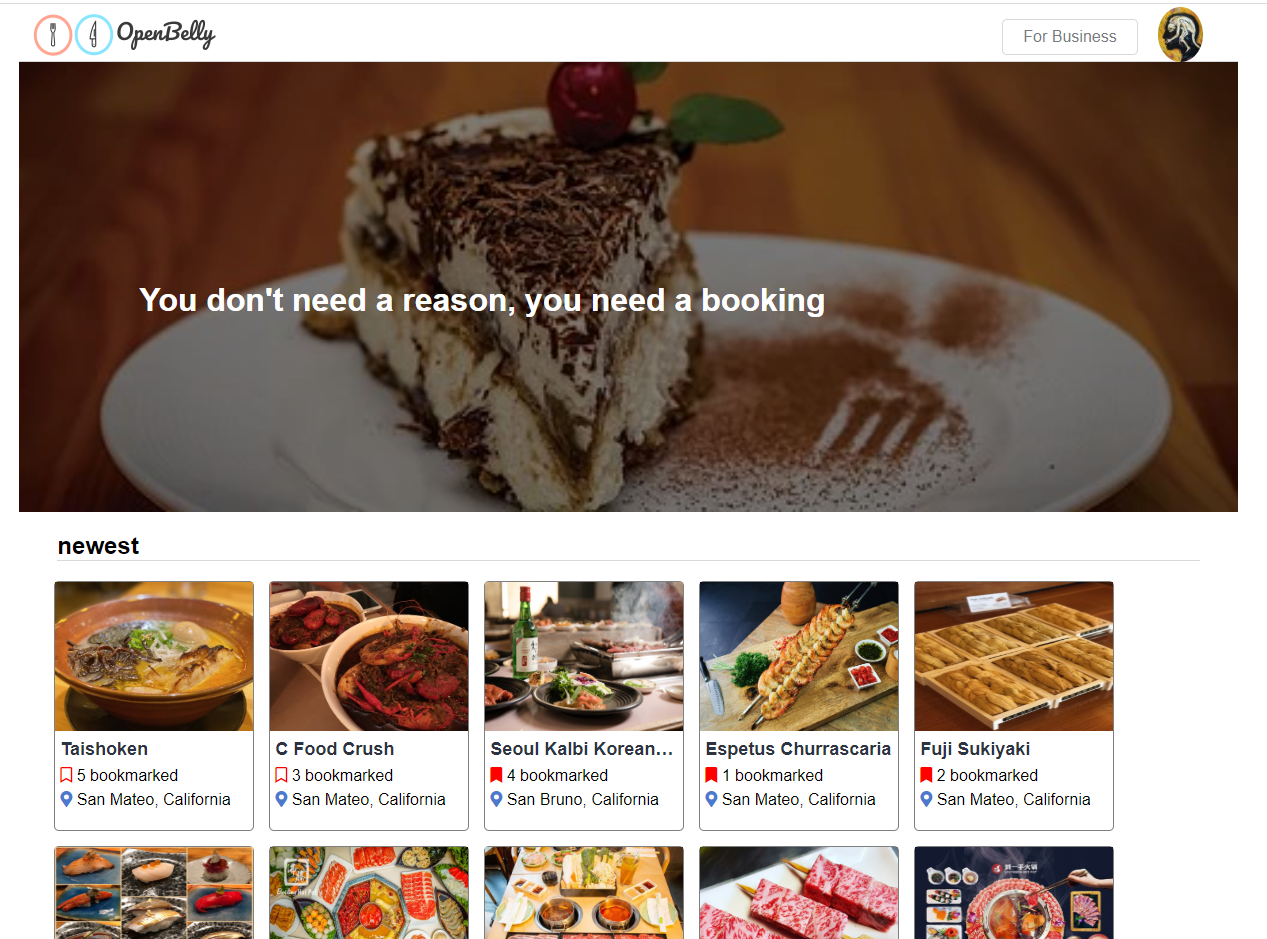 OpenBelly
For Business
You don't need a reason, you need a booking
newest
Taishoken
5 bookmarked
San Mateo, California
C Food Crush
3 bookmarked
San Mateo, California
Seoul Kalbi Korean...
4 bookmarked
San Bruno, California
Espetus Churrascaria
1 bookmarked
San Mateo, California
Fuji Sukiyaki
2 bookmarked
San Mateo, California